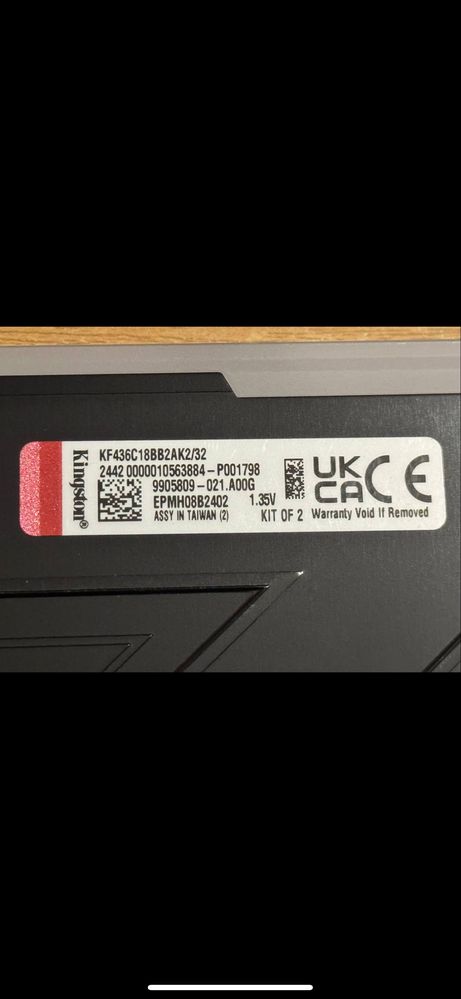 Kingston®
KF436C18BB2AK2/32
2442 0000010563884-P001798
9905809-021.A00G
EPMH08B2402 1.35V
ASSY IN TAIWAN (2) KIT OF 2
UK
CA CE
Warranty Void If Removed